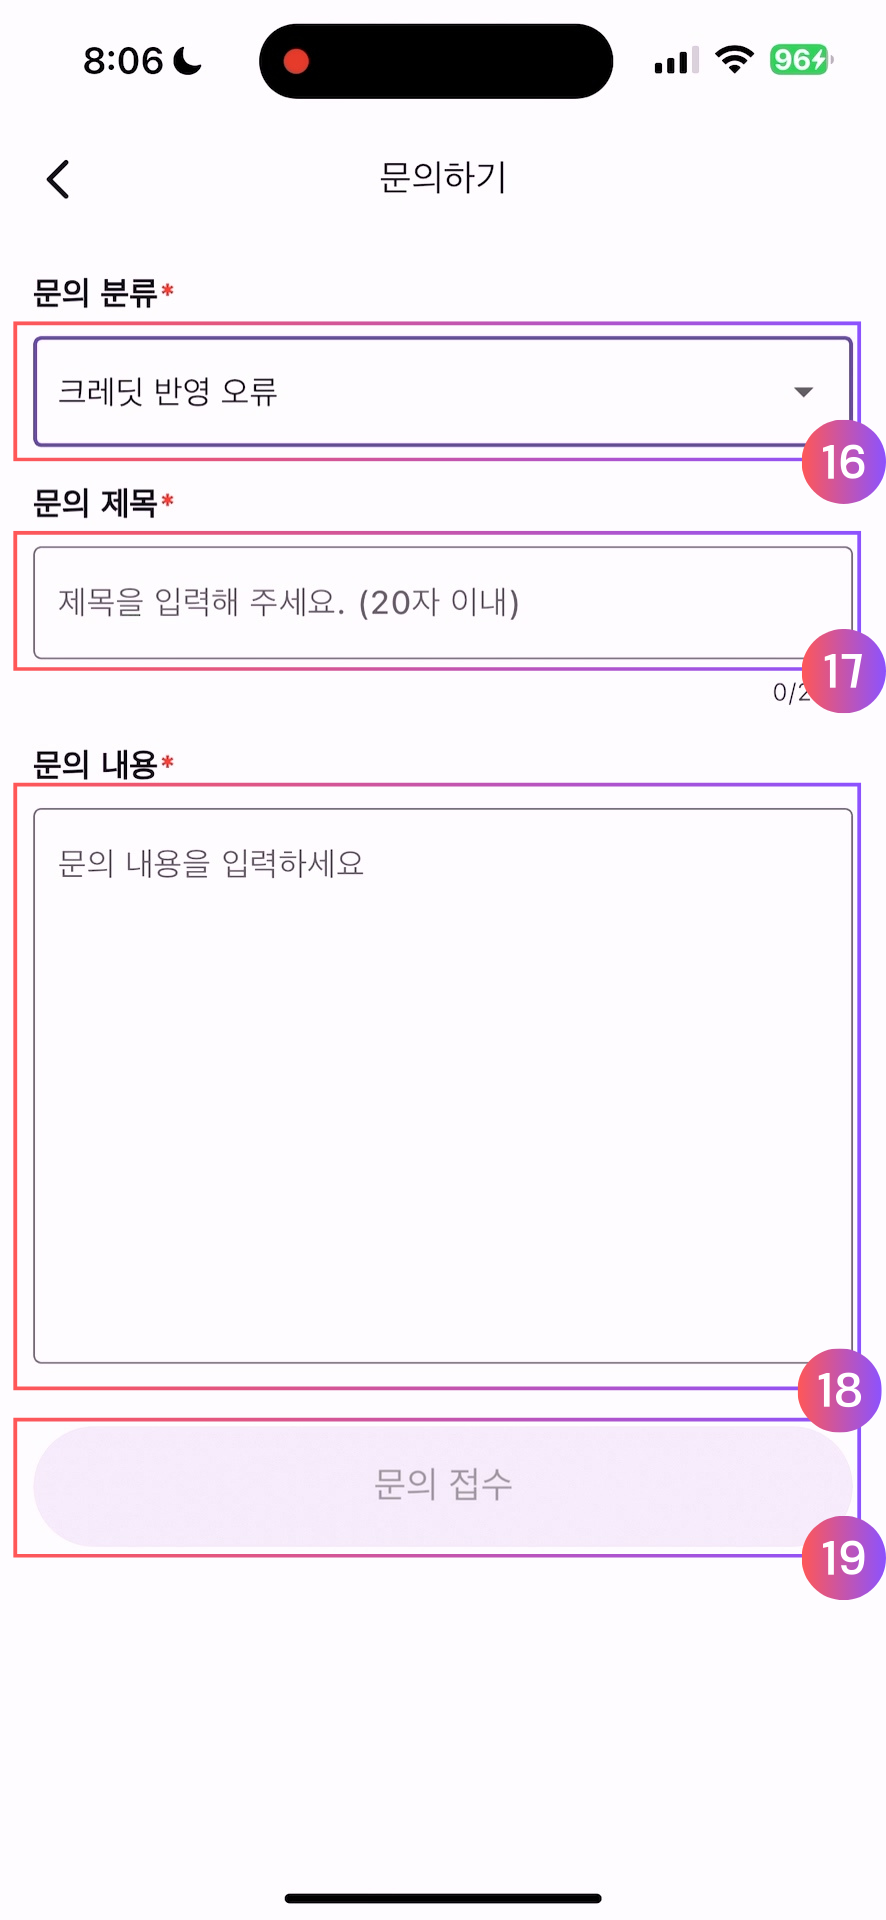 8:06
96
문의하기
문의 분류*
크레딧 반영 오류
16
문의 제목*
제목을 입력해 주세요. (20자 이내)
17
0/2
문의 내용*
문의 내용을 입력하세요
18
문의 접수
19